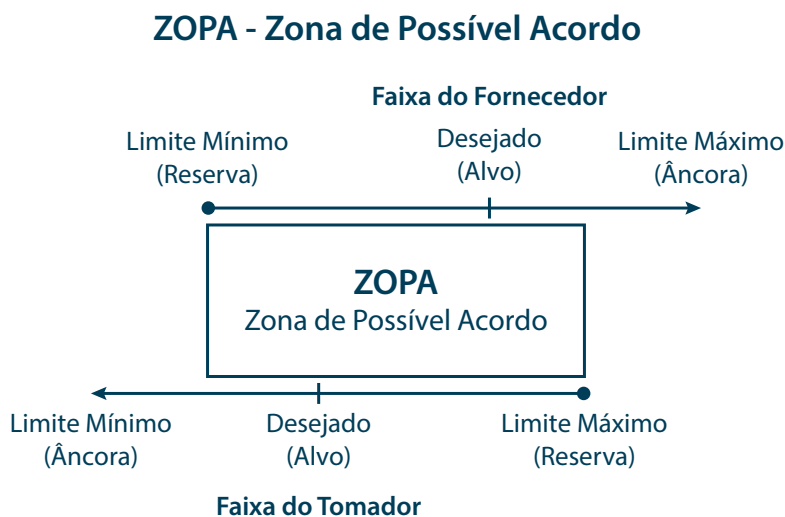 ZOPA - Zona de Possível Acordo
Faixa do Fornecedor
Limite Mínimo
(Reserva)
Desejado
(Alvo)
Limite Máximo
(Âncora)
ZOPA
Zona de Possível Acordo
Limite Mínimo
(Âncora)
Desejado
(Alvo)
Limite Máximo
(Reserva)
Faixa do Tomador